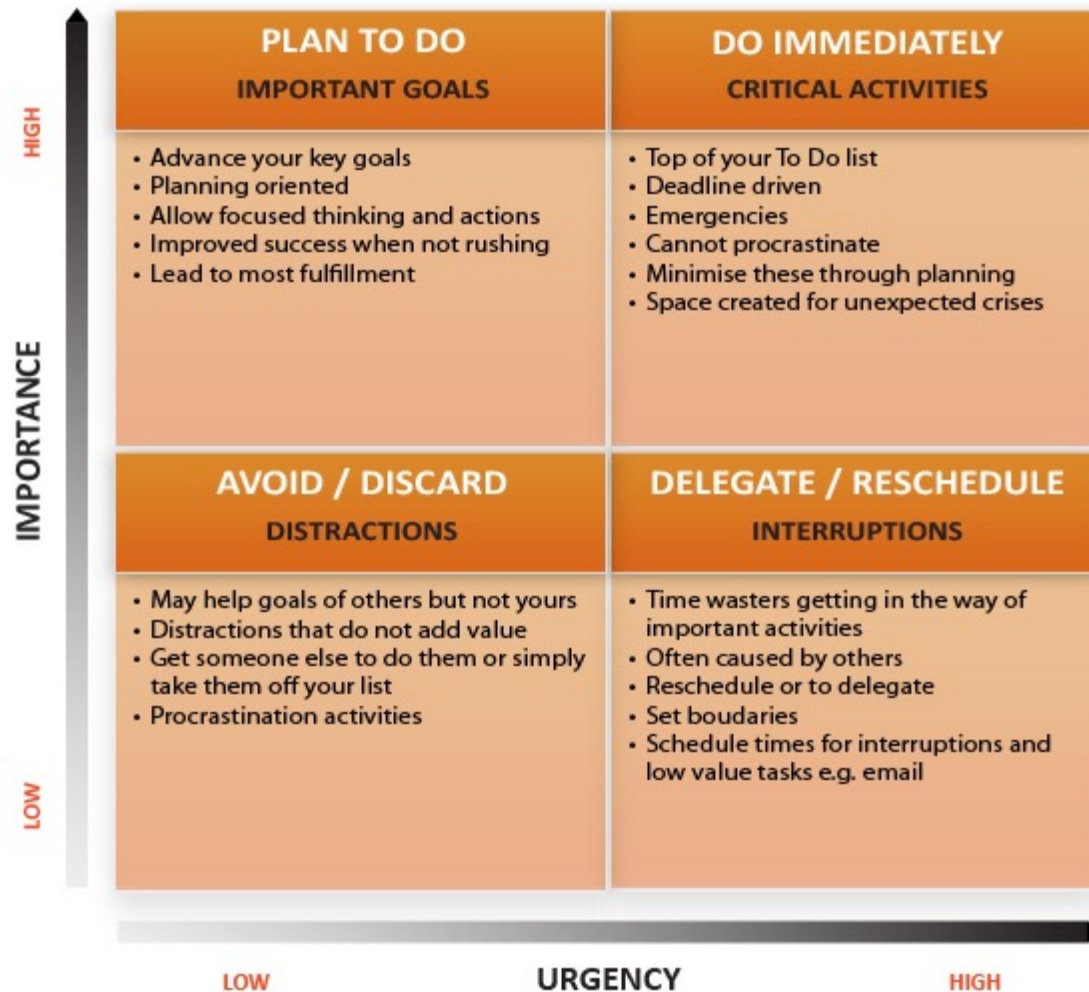 PLAN TO DO
IMPORTANT GOALS
• Advance your key goals
• Planning oriented
• Allow focused thinking and actions
• Improved success when not rushing
• Lead to most fulfillment
DO IMMEDIATELY
CRITICAL ACTIVITIES
• Top of your To Do list
• Deadline driven
• Emergencies
• Cannot procrastinate
• Minimise these through planning
• Space created for unexpected crises
AVOID / DISCARD
DISTRACTIONS
• May help goals of others but not yours
• Distractions that do not add value
• Get someone else to do them or simply
take them off your list
• Procrastination activities
DELEGATE / RESCHEDULE
INTERRUPTIONS
• Time wasters getting in the way of
important activities
• Often caused by others
• Reschedule or to delegate
• Set boudaries
• Schedule times for interruptions and
low value tasks e.g. email
HIGH
IMPORTANCE
LOW
LOW
URGENCY
HIGH